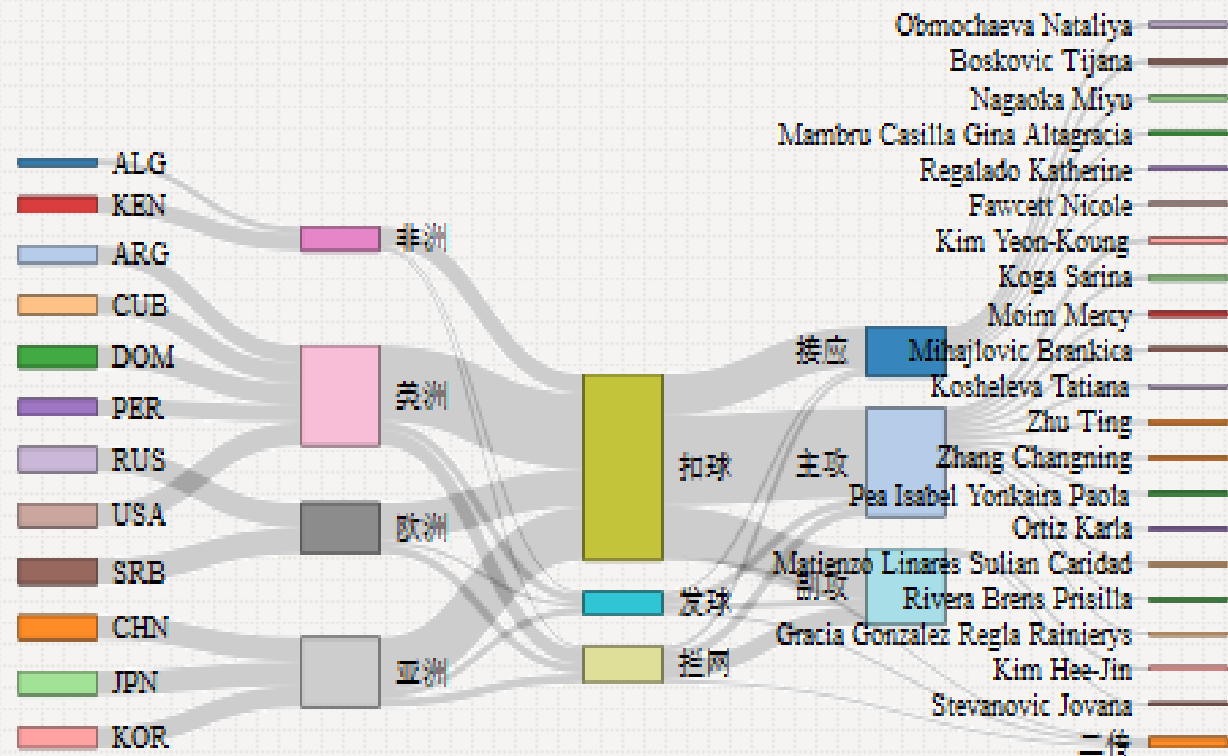 ALG
KEN
ARG
CUB
DOM
PER
RUS
USA
SRB
CHN
JPN
KOR
非洲
美洲
欧洲
亚洲
扣球
发球
拦网
接应
主攻
副攻
二传
Obmochaeva Nataliya
Boskovic Tijana
Nagaoka Miyu
Mambru Casilla Gina Altagracia
Regalado Katherine
Fawcett Nicole
Kim Yeon-Koung
Koga Sarina
Moim Mercy
Mihajlovic Brankica
Kosheleva Tatiana
Zhu Ting
Zhang Changning
Pea Isabel Yonkaira Paola
Ortiz Karla
Matienzo Linares Sulian Caridad
Rivera Brens Prisilla
Gracia Gonzalez Regla Rainierys
Kim Hee-Jin
Stevanovic Jovana